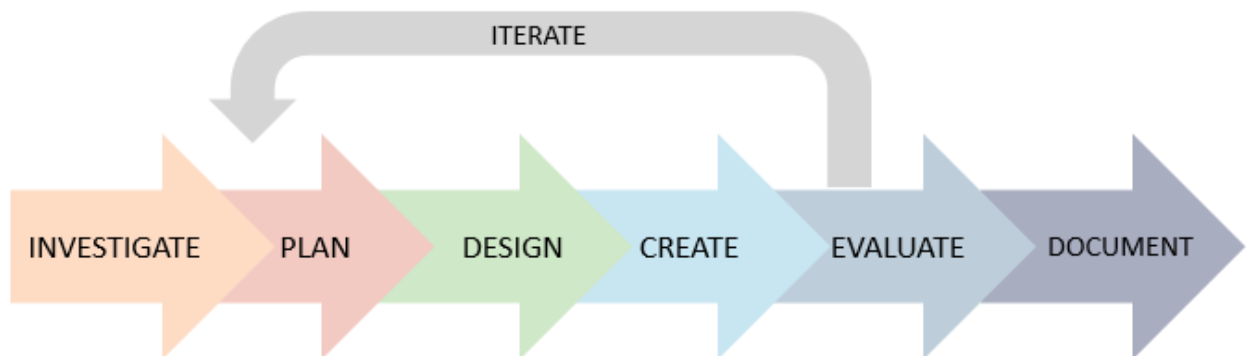 ITERATE
INVESTIGATE
PLAN
DESIGN
CREATE
EVALUATE
DOCUMENT